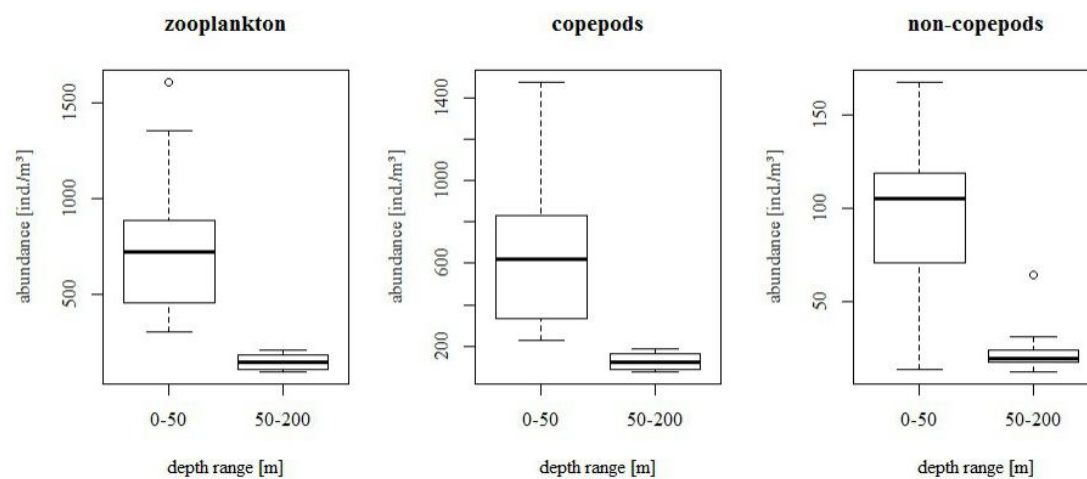 zooplankton
abundance [ind./m³]
1500
1000
500
0-50 50-200
depth range [m]
copepods
abundance [ind./m³]
1400
1000
600
200
0-50 50-200
depth range [m]
non-copepods
abundance [ind./m³]
150
100
50
0-50 50-200
depth range [m]